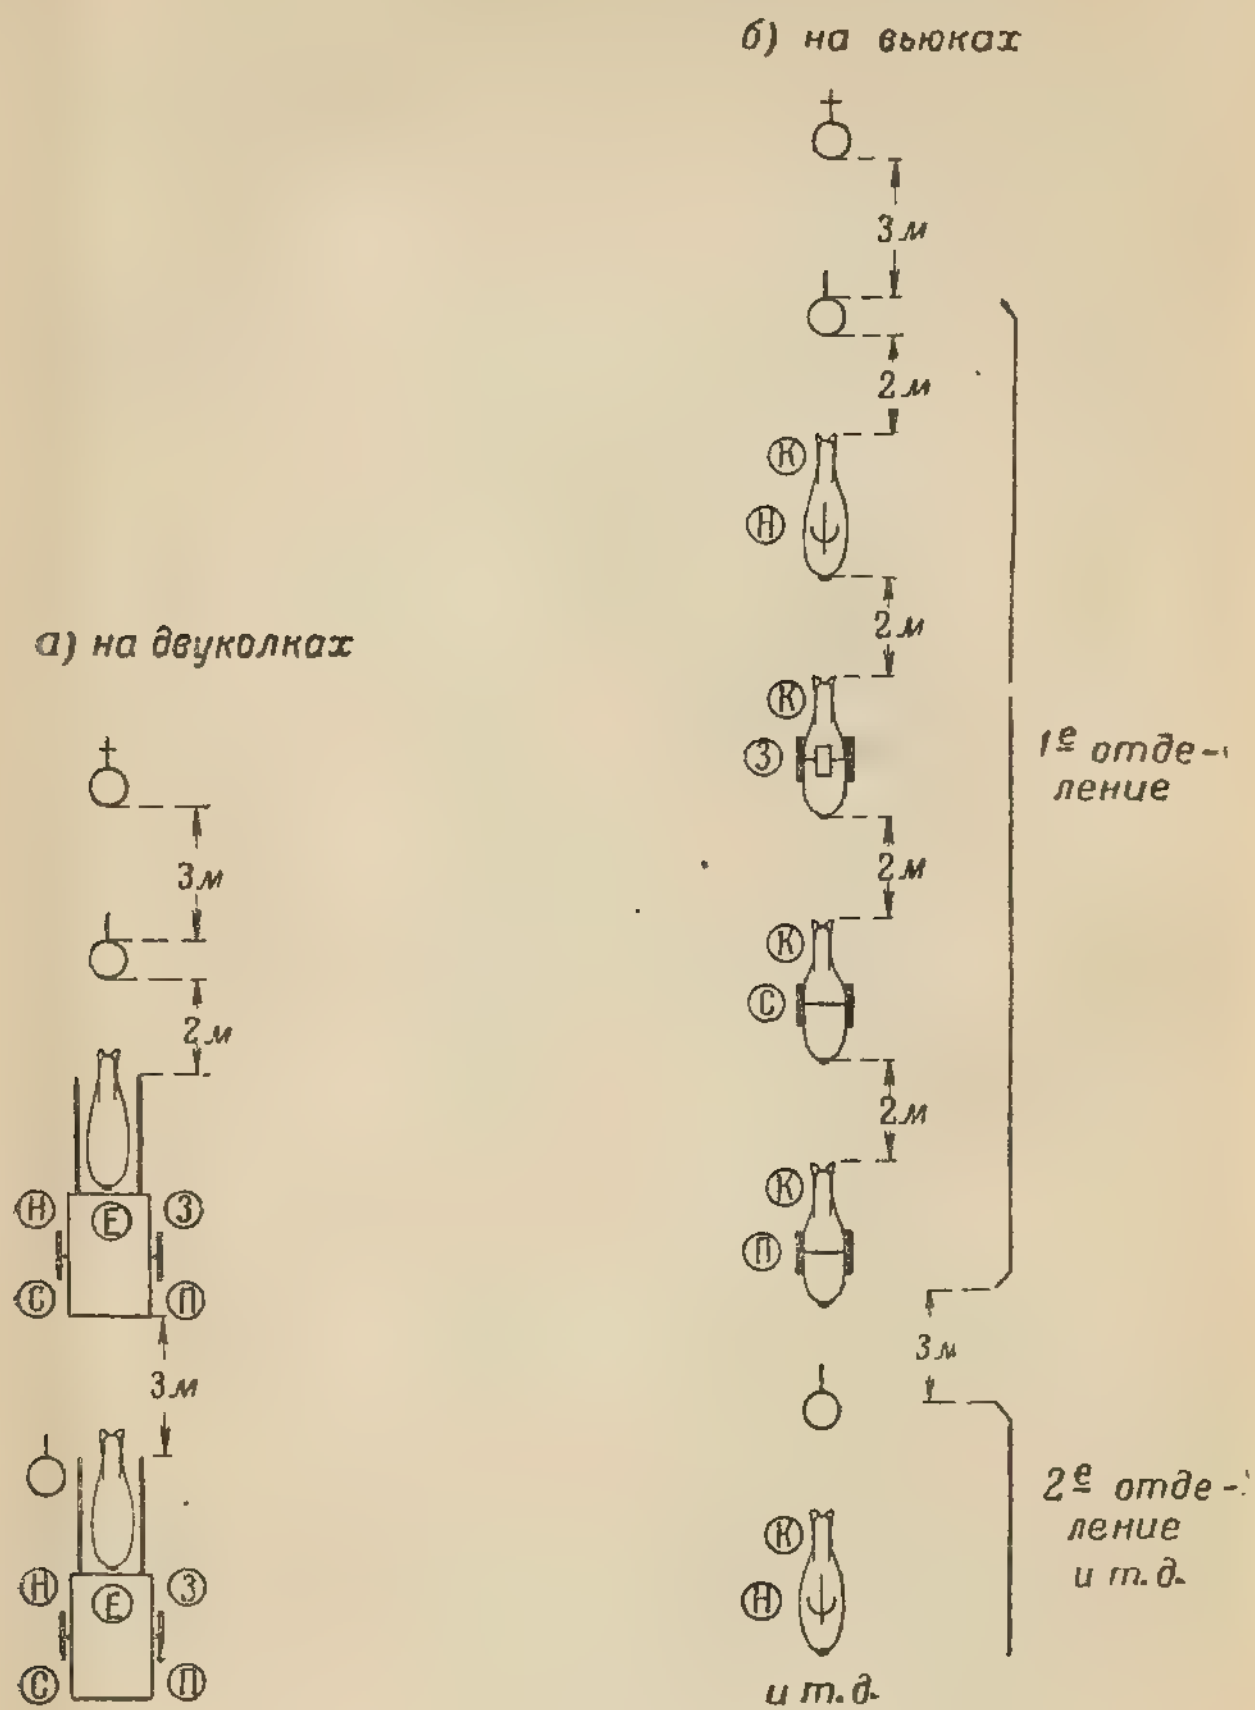 б) на вьюках
3 м
2 м
К
Н
2 м
К
З
2 м
К
С
2 м
К
П
1е отде-
ление
3 м
К
Н
и т. д.
2е отде-
ление
и т. д.
а) на двуколках
3 м
2 м
Н
Е
З
С
П
3 м
Н
Е
З
С
П